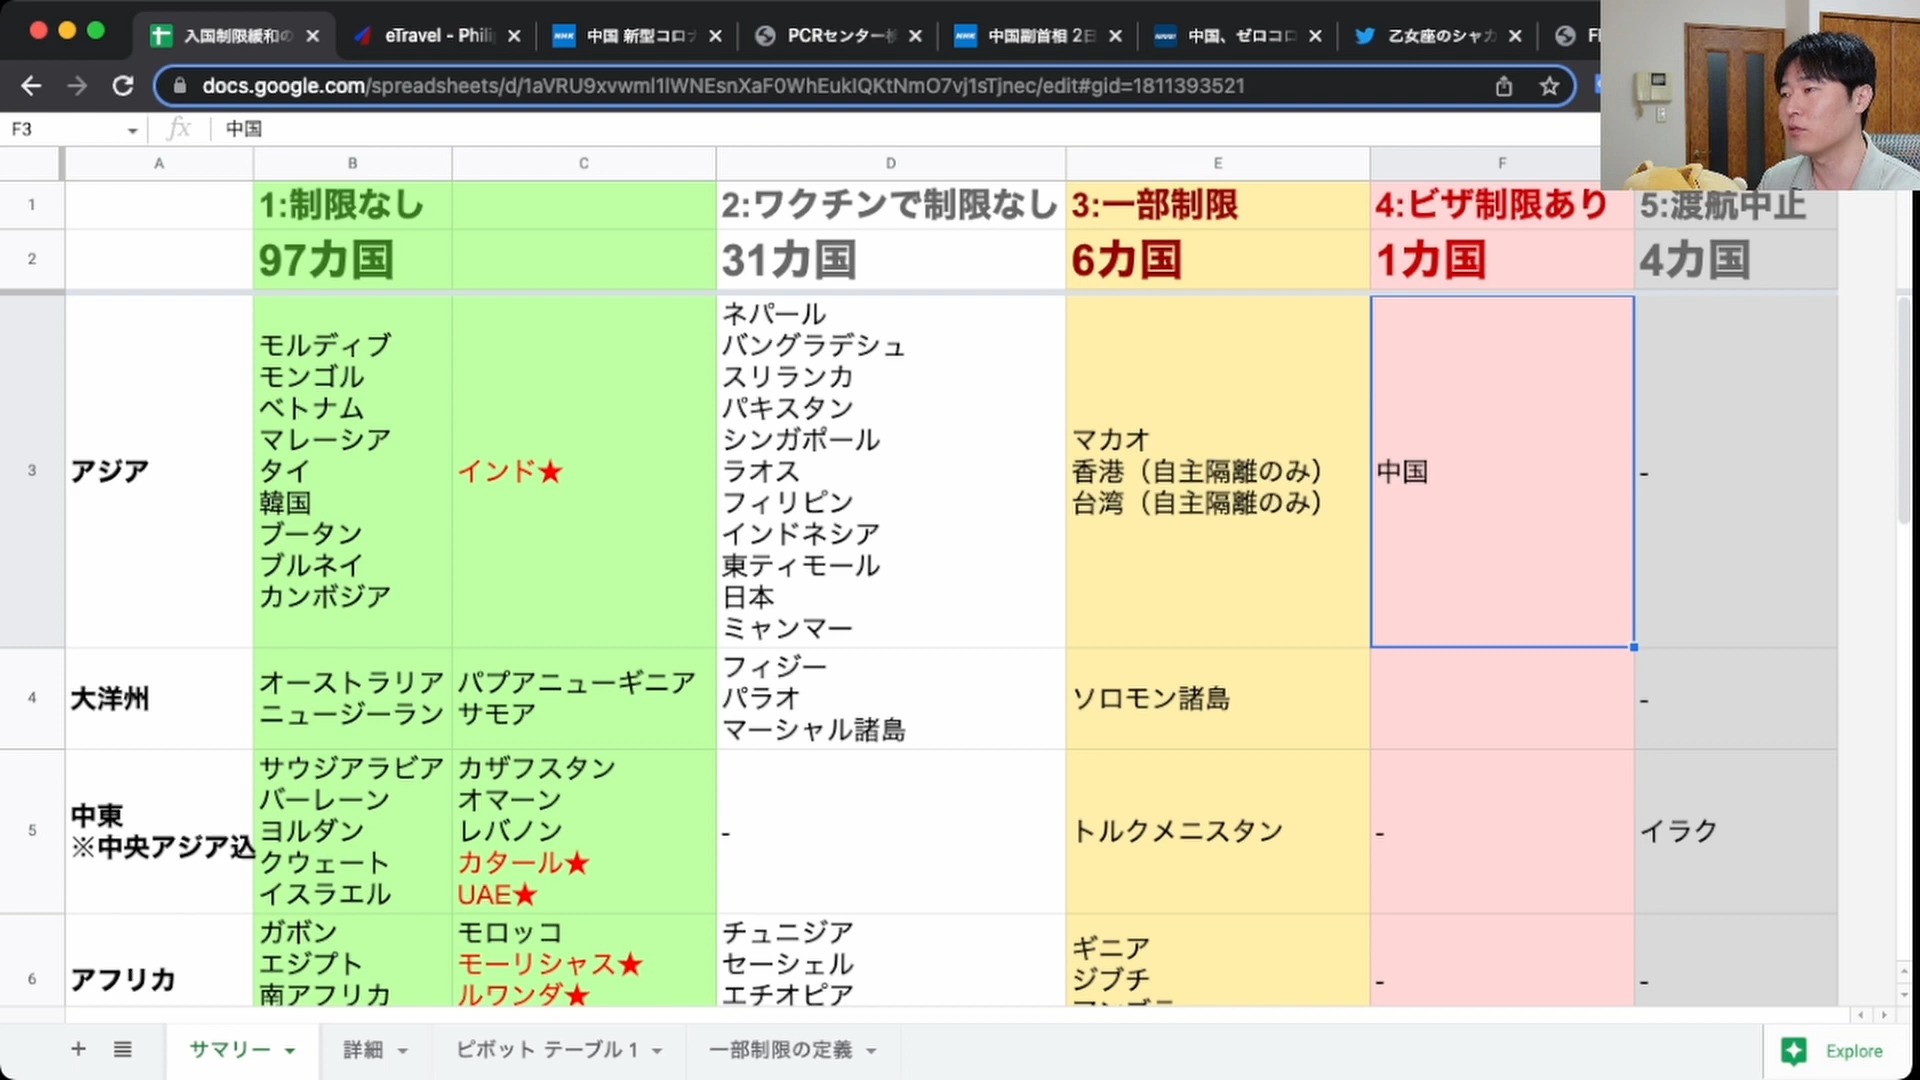 入国制限緩和の
eTravel - Phili
中国 新型コロナ
PCRセンター検
中国副首相 2日
中国、ゼロコロ
乙女座のシャカ
docs.google.com/spreadsheets/d/1aVRU9xvwml1lWNEsnXaF0WhEukIQKtNmO7vj1sTjnec/edit#gid=1811393521
F3
fx
中国
A B C D E F
1
1:制限なし
2:ワクチンで制限なし
3:一部制限
4:ビザ制限あり
5:渡航中止
2
97カ国
31カ国
6カ国
1カ国
4カ国
3
アジア
モルディブ
モンゴル
ベトナム
マレーシア
タイ
韓国
ブータン
ブルネイ
カンボジア
インド★
ネパール
バングラデシュ
スリランカ
パキスタン
シンガポール
ラオス
フィリピン
インドネシア
東ティモール
日本
ミャンマー
マカオ
香港（自主隔離のみ）
台湾（自主隔離のみ）
中国
-
4
大洋州
オーストラリア
ニュージーラン
パプアニューギニア
サモア
フィジー
パラオ
マーシャル諸島
ソロモン諸島
-
5
中東
※中央アジア込
サウジアラビア
バーレーン
ヨルダン
クウェート
イスラエル
カザフスタン
オマーン
レバノン
カタール★
UAE★
-
トルクメニスタン
-
イラク
6
アフリカ
ガボン
エジプト
南アフリカ
モロッコ
モーリシャス★
ルワンダ★
チュニジア
セーシェル
エチオピア
ギニア
ジブチ
-
-
サマリー
詳細
ピボット テーブル 1
一部制限の定義
Explore